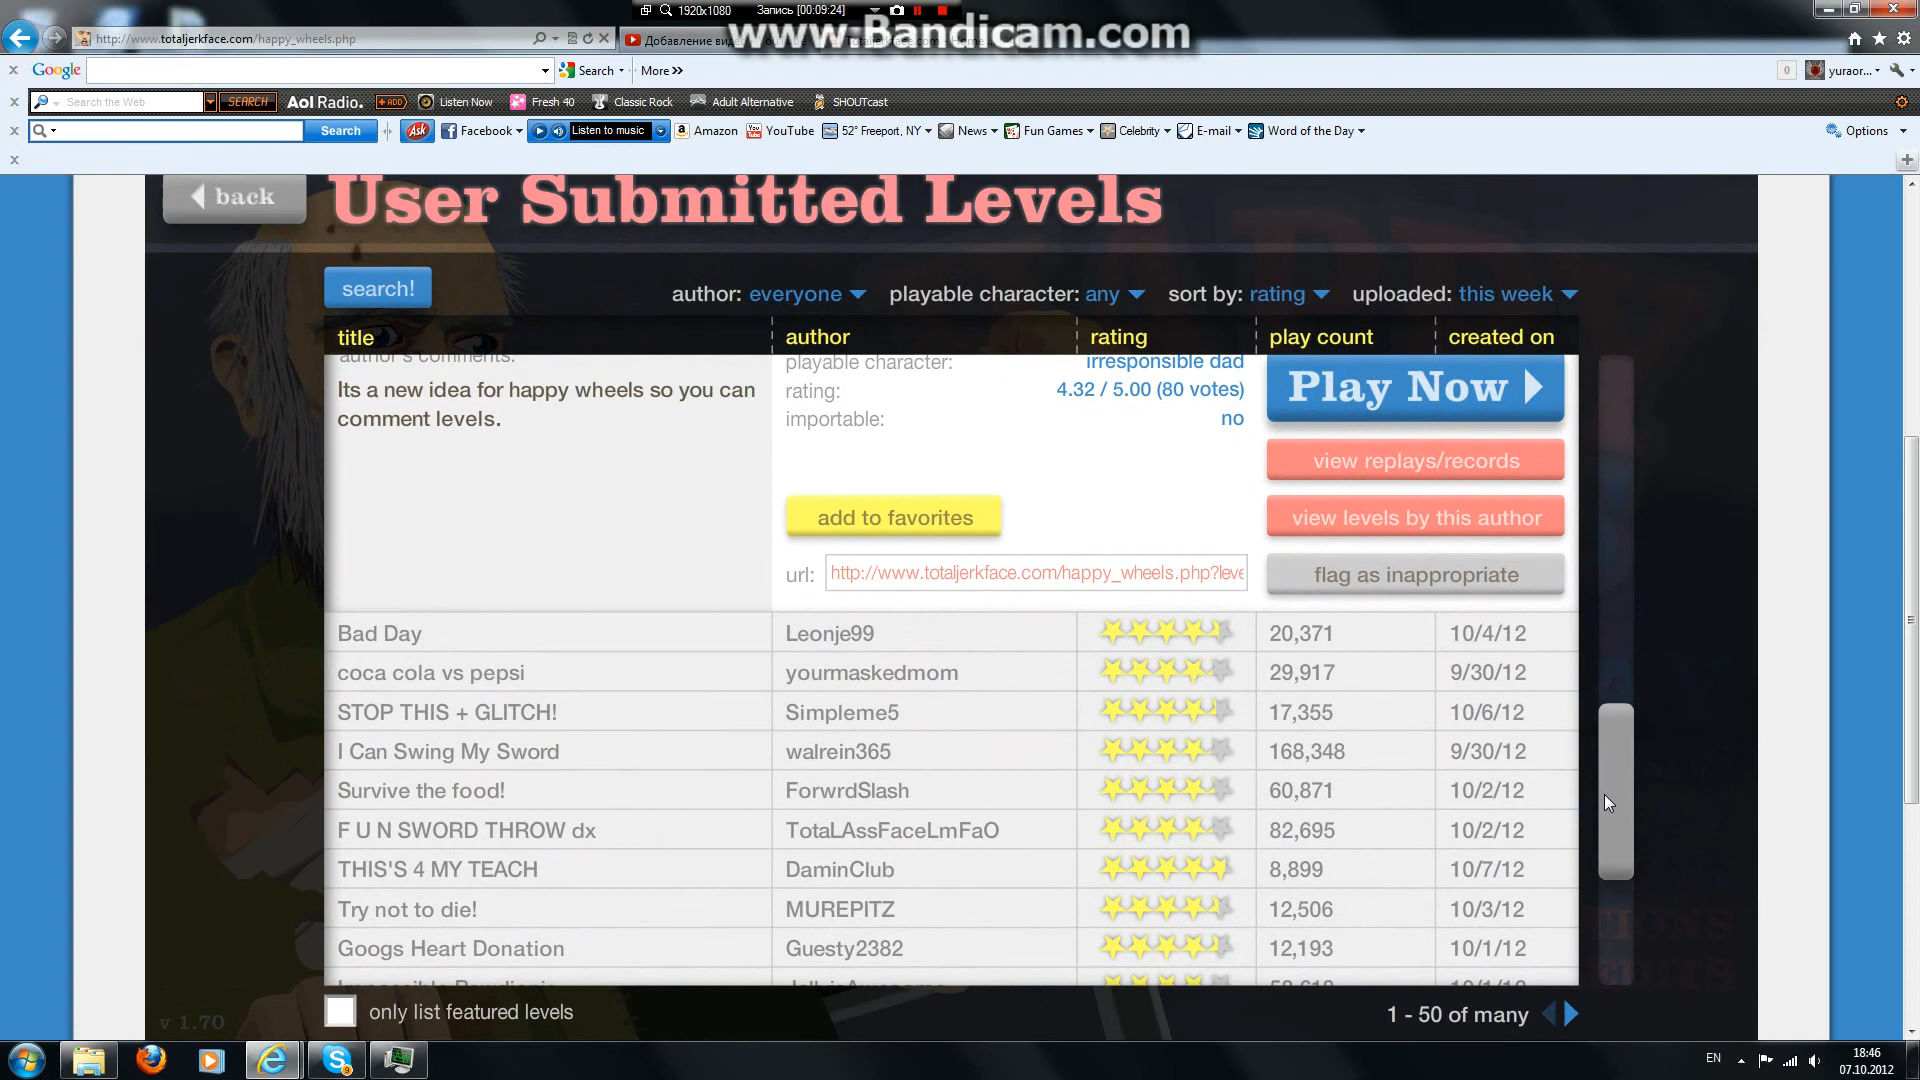 1920x1080 Запись [00:09:24]
www.Bandicam.com
http://www.totaljerkface.com/happy_wheels.php
Добавление виде
Google Search More >>
0 yuraor...
Search the Web SEARCH Aol Radio. +ADD Listen Now Fresh 40 Classic Rock Adult Alternative SHOUTcast
Search Ask Facebook Listen to music Amazon YouTube 52° Freeport, NY News Fun Games Celebrity E-mail Word of the Day Options
back
User Submitted Levels
search!
author: everyone playable character: any sort by: rating uploaded: this week
title author rating play count created on
author's comments:
playable character: irresponsible dad
Its a new idea for happy wheels so you can
comment levels.
rating: 4.32 / 5.00 (80 votes)
importable: no
Play Now
view replays/records
add to favorites
view levels by this author
url: http://www.totaljerkface.com/happy_wheels.php?leve
flag as inappropriate
Bad Day Leonje99 20,371 10/4/12
coca cola vs pepsi yourmaskedmom 29,917 9/30/12
STOP THIS + GLITCH! Simpleme5 17,355 10/6/12
I Can Swing My Sword walrein365 168,348 9/30/12
Survive the food! ForwrdSlash 60,871 10/2/12
F U N SWORD THROW dx TotaLAssFaceLmFaO 82,695 10/2/12
THIS'S 4 MY TEACH DaminClub 8,899 10/7/12
Try not to die! MUREPITZ 12,506 10/3/12
Googs Heart Donation Guesty2382 12,193 10/1/12
only list featured levels
1 - 50 of many
v 1.70
EN
18:46
07.10.2012